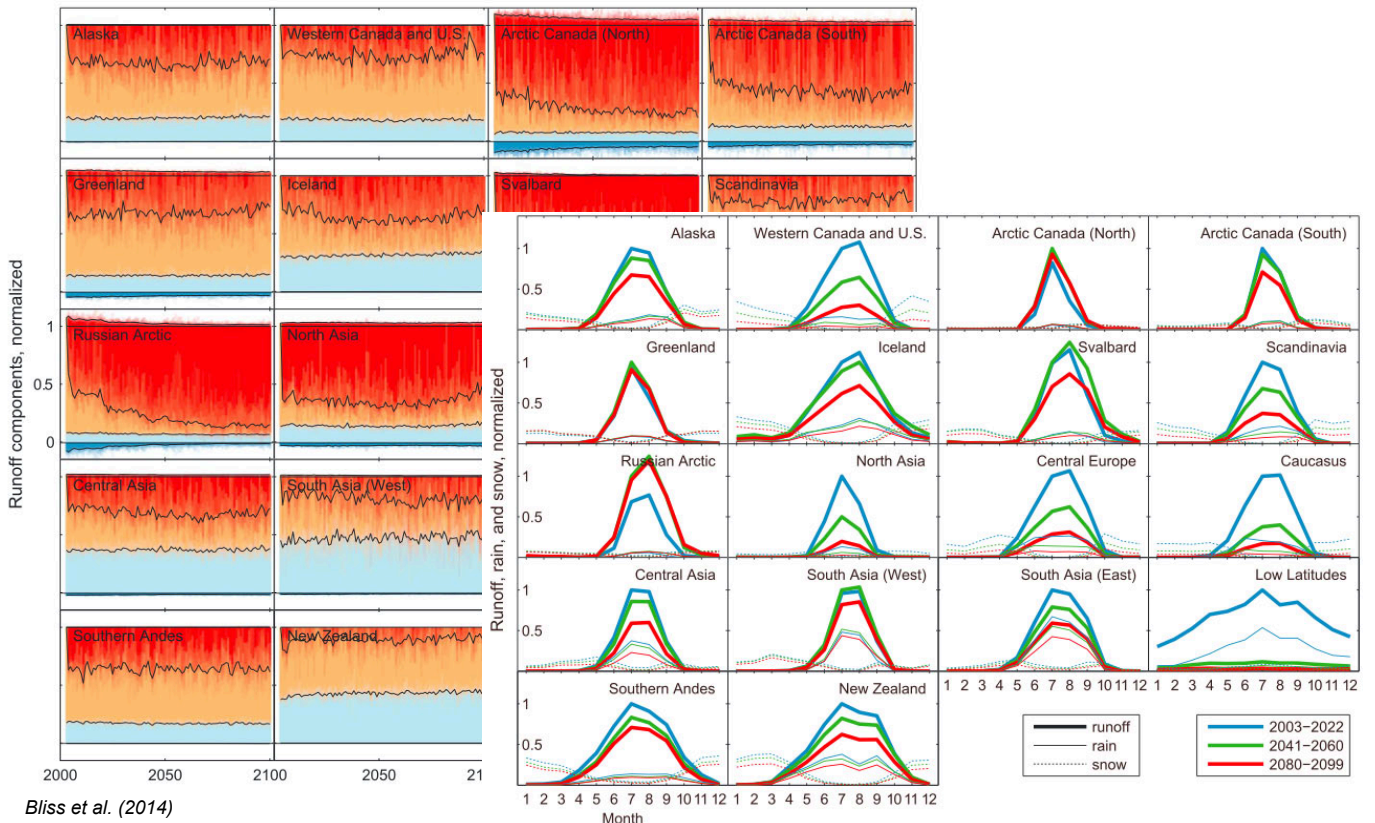 Alaska
Western Canada and U.S.
Arctic Canada (North)
Arctic Canada (South)
Greenland
Iceland
Svalbard
Scandinavia
Runoff components, normalized
1
Russian Arctic
North Asia
0.5
0
Central Asia
South Asia (West)
Southern Andes
New Zealand
2000 2050 2100 2050 21
Bliss et al. (2014)
Runoff, rain, and snow, normalized
Alaska
Western Canada and U.S.
Arctic Canada (North)
Arctic Canada (South)
1
0.5
Greenland
Iceland
Svalbard
Scandinavia
1
0.5
Russian Arctic
North Asia
Central Europe
Caucasus
1
0.5
Central Asia
South Asia (West)
South Asia (East)
Low Latitudes
1
0.5
1 2 3 4 5 6 7 8 9 10 11 12 1 2 3 4 5 6 7 8 9 10 11 12
Southern Andes
New Zealand
1
0.5
1 2 3 4 5 6 7 8 9 10 11 12 1 2 3 4 5 6 7 8 9 10 11 12
Month
runoff
rain
snow
2003–2022
2041–2060
2080–2099